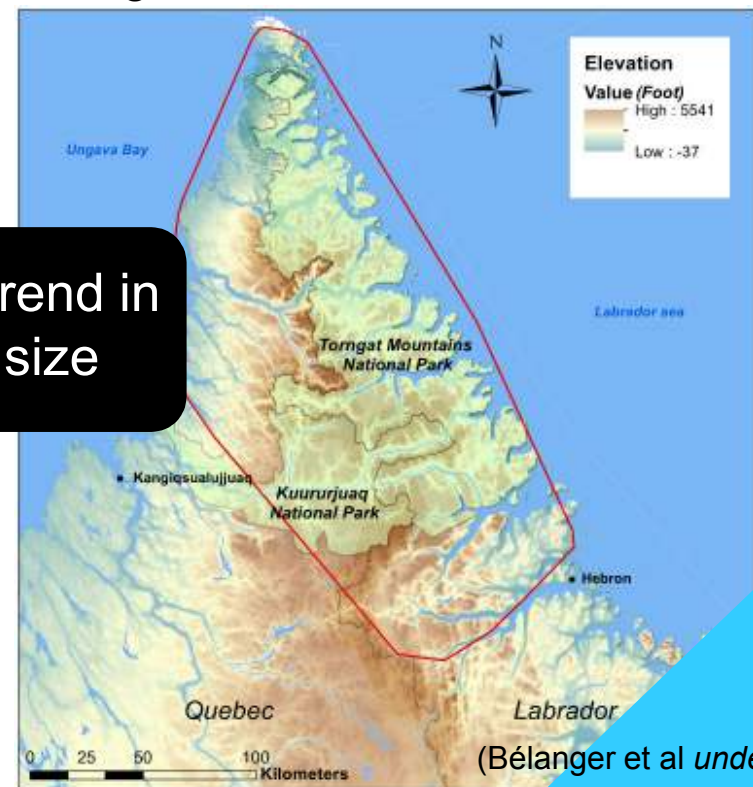 N
Elevation
Value (Foot)
High : 5541
Low : -37
Ungava Bay
rend in
size
Labrador sea
Torngat Mountains
National Park
Kangiqsualujjuaq
Kuururjuaq
National Park
Hebron
Quebec
Labrador
0 25 50 100
Kilometers
(Bélanger et al unde